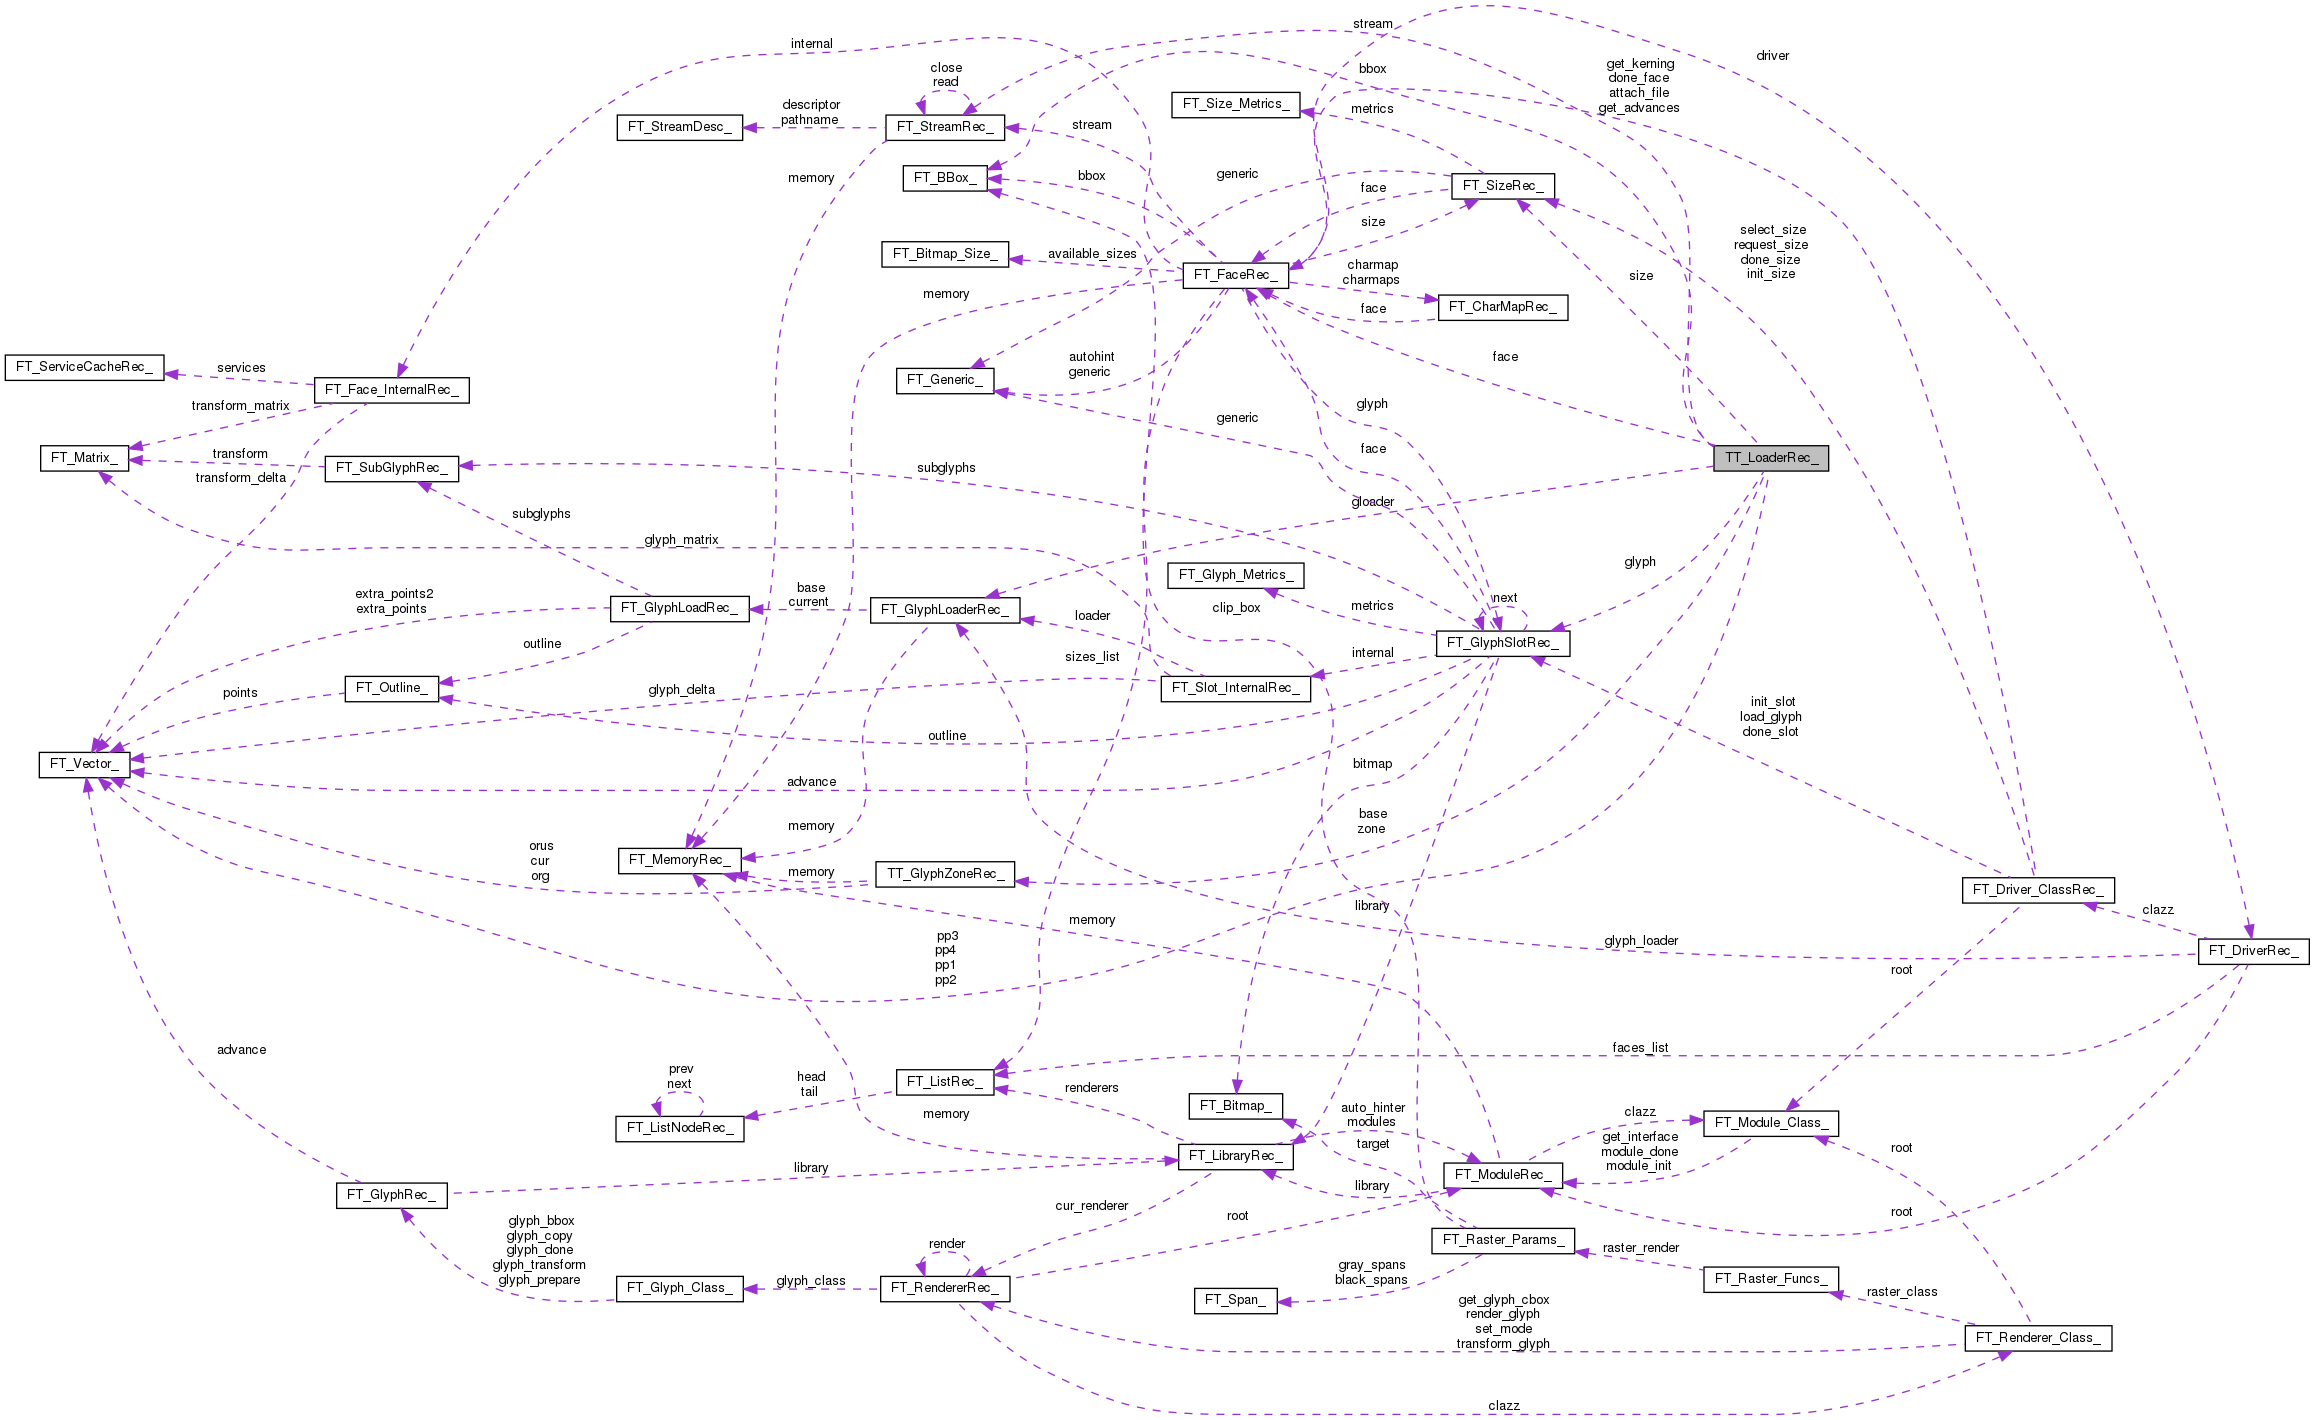 stream
internal
driver
get_kerning
done_face
attach_file
get_advances
close
read
bbox
descriptor
pathname
FT_Size_Metrics_
metrics
FT_StreamDesc_
FT_StreamRec_
stream
memory
FT_BBox_
bbox
generic
face
FT_SizeRec_
size
select_size
request_size
done_size
init_size
FT_Bitmap_Size_
available_sizes
FT_FaceRec_
charmap
charmaps
size
memory
FT_CharMapRec_
face
FT_ServiceCacheRec_
services
autohint
generic
face
FT_Generic_
FT_Face_InternalRec_
transform_matrix
generic
glyph
face
FT_Matrix_
transform
FT_SubGlyphRec_
subglyphs
TT_LoaderRec_
transform_delta
gloader
subglyphs
glyph_matrix
glyph
FT_Glyph_Metrics_
extra_points2
extra_points
FT_GlyphLoadRec_
base
current
FT_GlyphLoaderRec_
loader
clip_box
metrics
next
FT_GlyphSlotRec_
outline
sizes_list
internal
points
FT_Outline_
glyph_delta
FT_Slot_InternalRec_
init_slot
load_glyph
done_slot
outline
FT_Vector_
advance
bitmap
orus
cur
org
memory
base
zone
FT_MemoryRec_
memory
TT_GlyphZoneRec_
FT_Driver_ClassRec_
library
clazz
memory
pp3
pp4
pp1
pp2
glyph_loader
FT_DriverRec_
root
advance
faces_list
prev
next
head
tail
FT_ListRec_
renderers
FT_Bitmap_
auto_hinter
modules
clazz
FT_Module_Class_
FT_ListNodeRec_
memory
target
get_interface
module_done
module_init
root
FT_LibraryRec_
library
FT_ModuleRec_
FT_GlyphRec_
library
cur_renderer
root
root
glyph_bbox
glyph_copy
glyph_done
glyph_transform
glyph_prepare
render
FT_Raster_Params_
raster_render
gray_spans
black_spans
FT_Raster_Funcs_
FT_Glyph_Class_
glyph_class
FT_RendererRec_
FT_Span_
raster_class
get_glyph_cbox
render_glyph
set_mode
transform_glyph
FT_Renderer_Class_
clazz